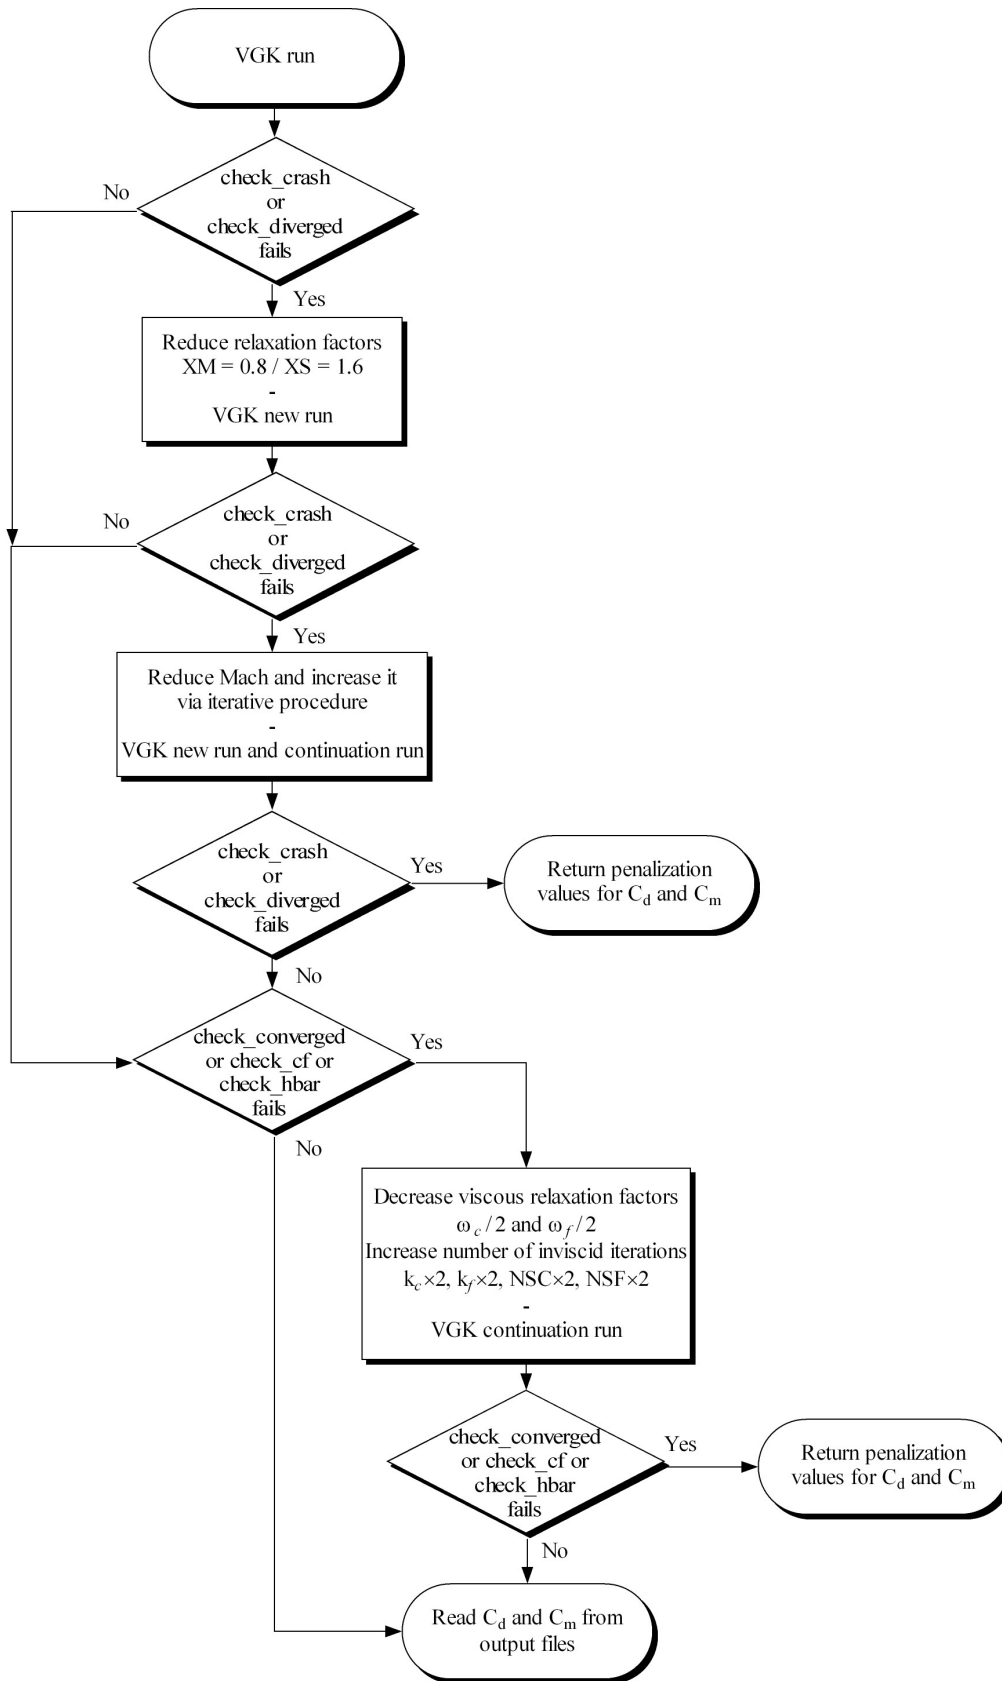 VGK run
check_crash
or
check_diverged
fails
No
Yes
Reduce relaxation factors
XM = 0.8 / XS = 1.6
-
VGK new run
check_crash
or
check_diverged
fails
No
Yes
Reduce Mach and increase it
via iterative procedure
-
VGK new run and continuation run
check_crash
or
check_diverged
fails
Yes
Return penalization
values for C_d and C_m
No
check_converged
or check_cf or
check_hbar
fails
Yes
No
Decrease viscous relaxation factors
ω_c /2 and ω_f /2
Increase number of inviscid iterations
k_c×2, k_f×2, NSC×2, NSF×2
-
VGK continuation run
check_converged
or check_cf or
check_hbar
fails
Yes
Return penalization
values for C_d and C_m
No
Read C_d and C_m from
output files